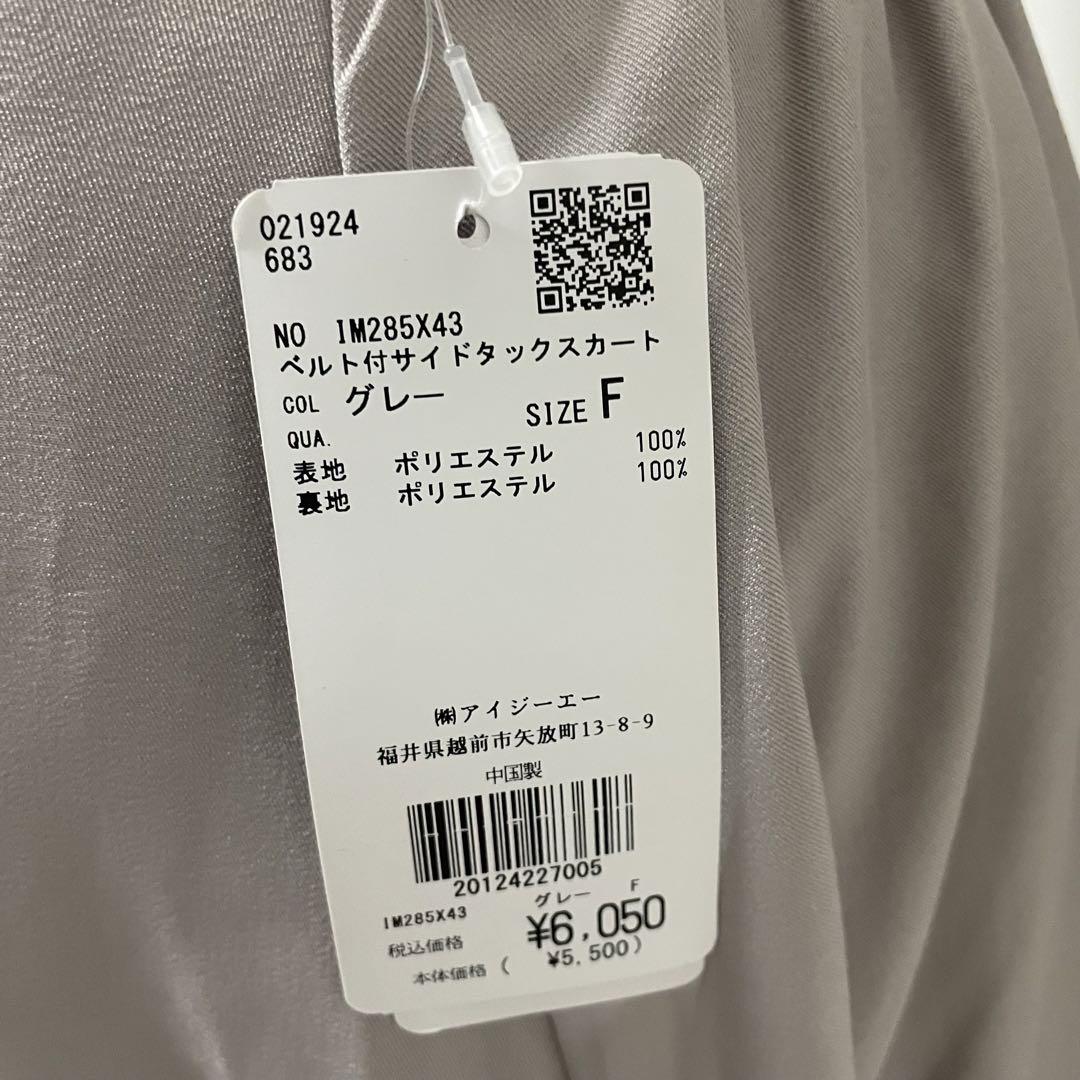 021924
683
NO IM285X43
ベルト付サイドタックスカート
COL グレー SIZE F
QUA.
表地 ポリエステル 100%
裏地 ポリエステル 100%
㈱アイジーエー
福井県越前市矢放町13-8-9
中国製
20124227005
IM285X43 グレー F
税込価格 ¥6,050
本体価格( ¥5,500)